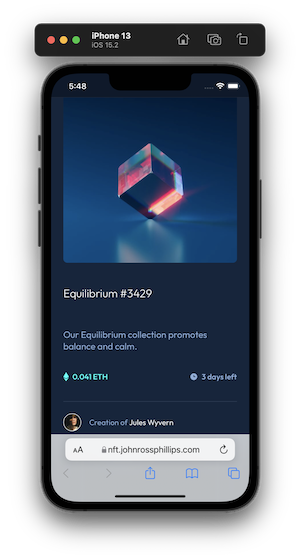 iPhone 13
iOS 15.2
5:48
Equilibrium #3429
Our Equilibrium collection promotes
balance and calm.
0.041 ETH
3 days left
Creation of Jules Wyvern
AA
nft.johnrossphillips.com